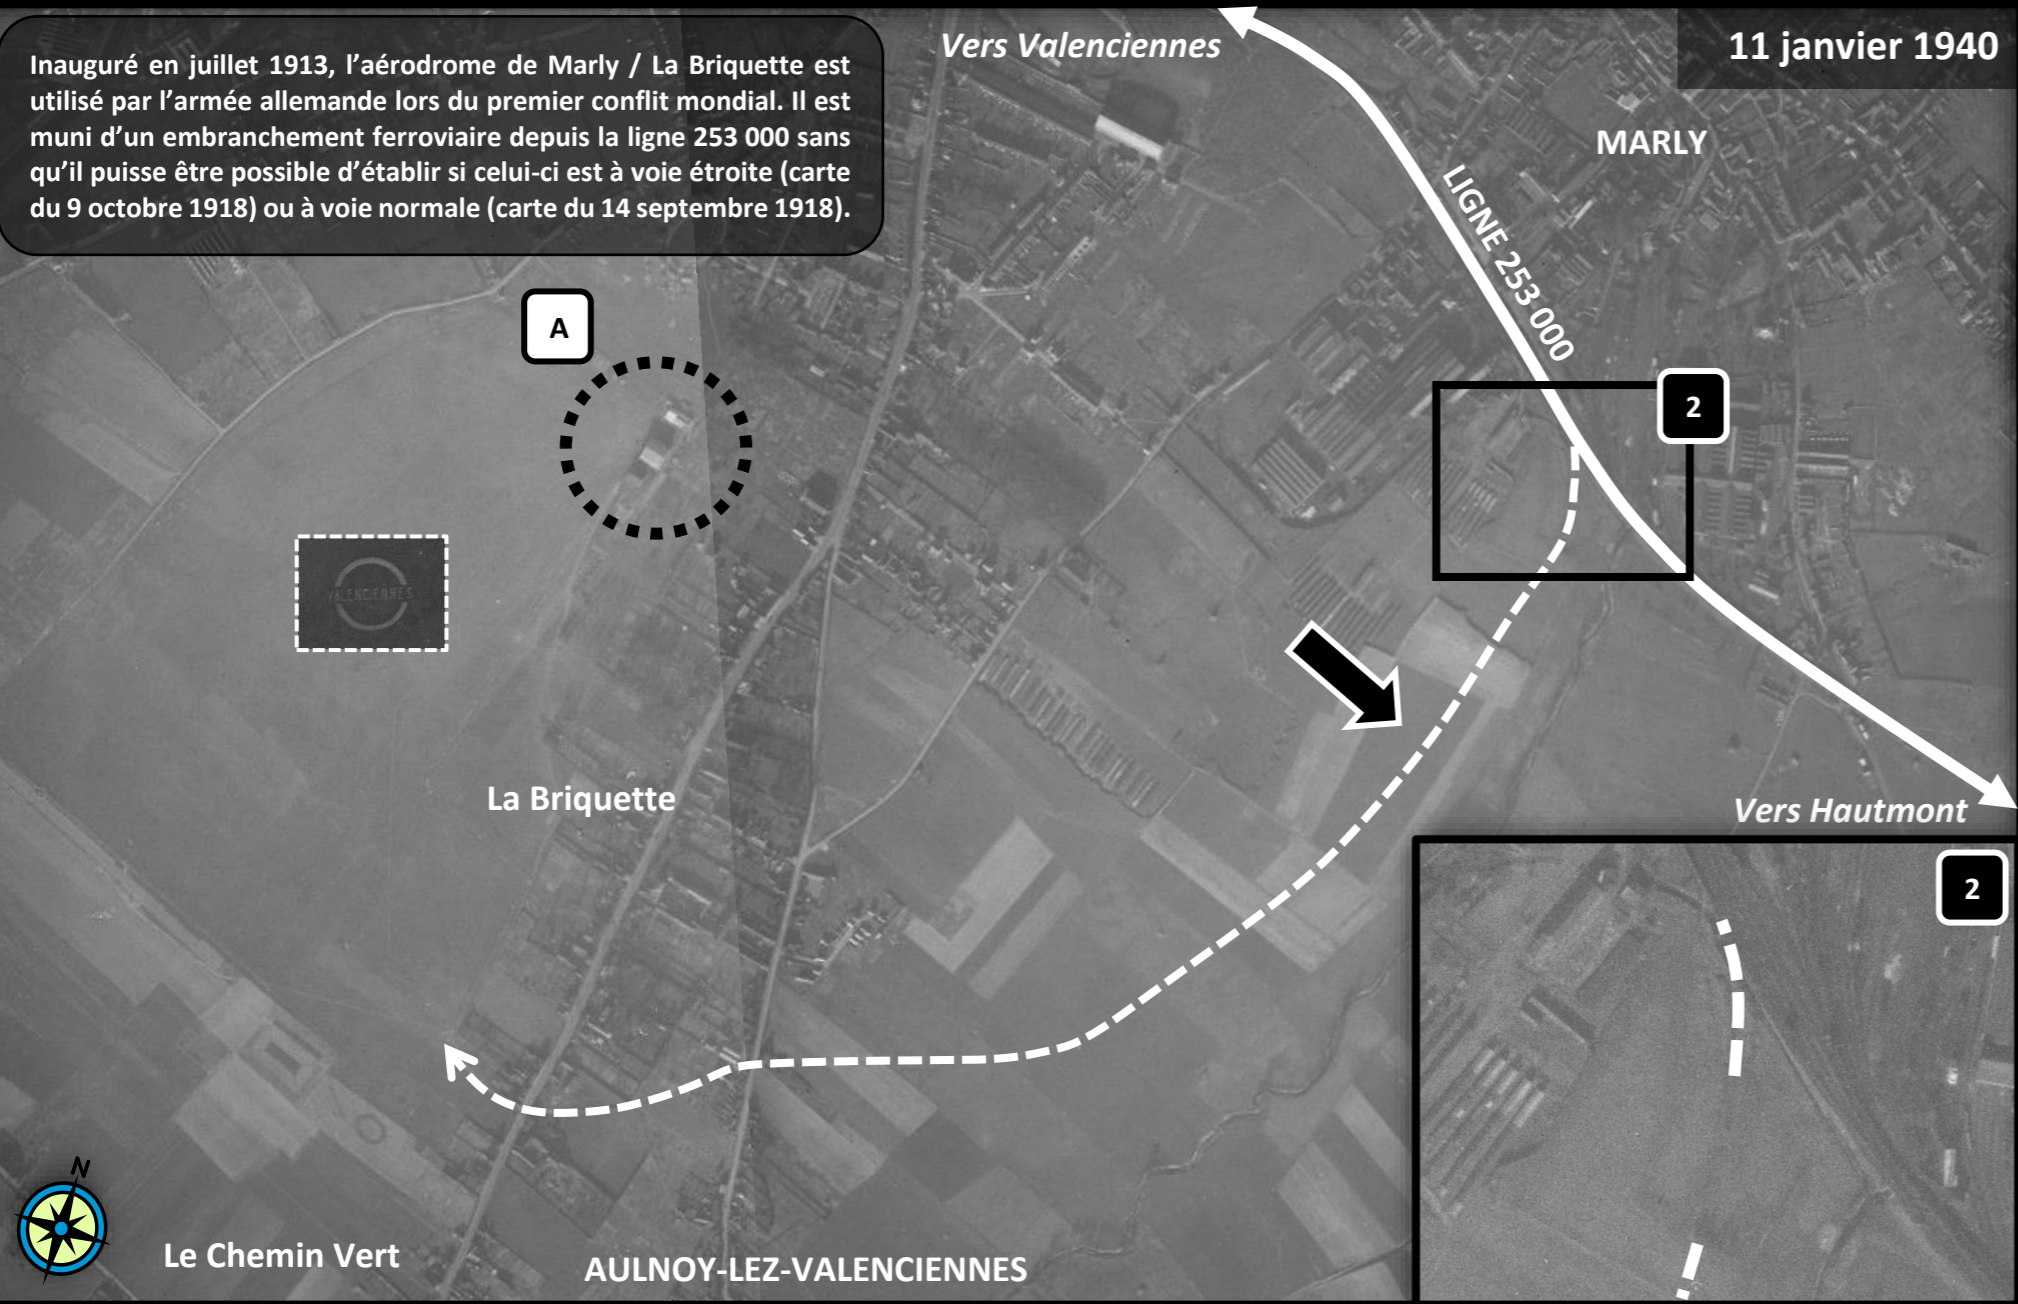 Inauguré en juillet 1913, l’aérodrome de Marly / La Briquette est
utilisé par l’armée allemande lors du premier conflit mondial. Il est
muni d’un embranchement ferroviaire depuis la ligne 253 000 sans
qu’il puisse être possible d’établir si celui-ci est à voie étroite (carte
du 9 octobre 1918) ou à voie normale (carte du 14 septembre 1918).
Vers Valenciennes
11 janvier 1940
MARLY
LIGNE 253 000
A
2
VALENCIENNES
La Briquette
Vers Hautmont
2
N
Le Chemin Vert
AULNOY-LEZ-VALENCIENNES